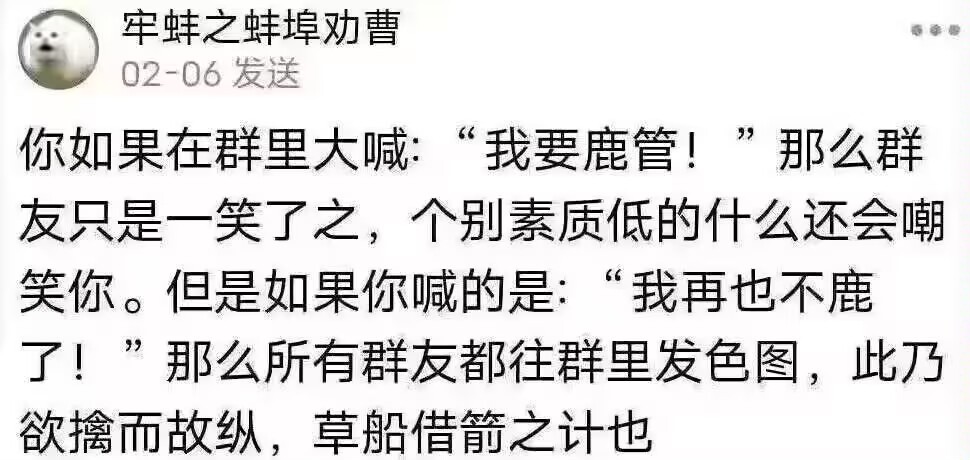 牢蚌之蚌埠劝曹
02-06 发送
你如果在群里大喊:“我要鹿管!”那么群
友只是一笑了之，个别素质低的什么还会嘲
笑你。但是如果你喊的是:“我再也不鹿
了!”那么所有群友都往群里发色图，此乃
欲擒而故纵，草船借箭之计也